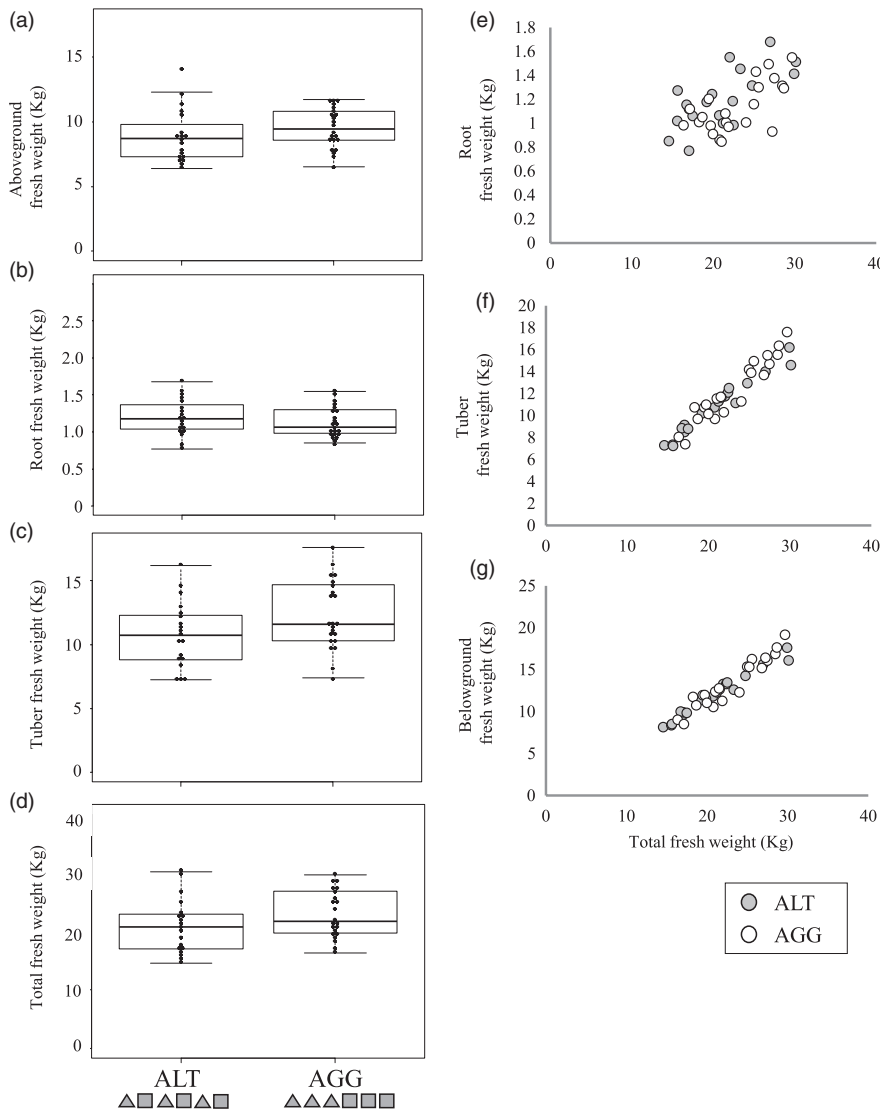 (a)
Aboveground
fresh weight (Kg)
15
10
5
0
(b)
Root fresh weight (Kg)
2.5
2.0
1.5
1.0
0.5
0
(c)
Tuber fresh weight (Kg)
15
10
5
0
(d)
Total fresh weight (Kg)
40
30
20
10
0
ALT AGG
(e)
Root
fresh weight (Kg)
1.8
1.6
1.4
1.2
1
0.8
0.6
0.4
0.2
0
0 10 20 30 40
(f)
Tuber
fresh weight (Kg)
20
18
16
14
12
10
8
6
4
2
0
0 10 20 30 40
(g)
Belowground
fresh weight (Kg)
25
20
15
10
5
0
0 10 20 30 40
Total fresh weight (Kg)
ALT
AGG